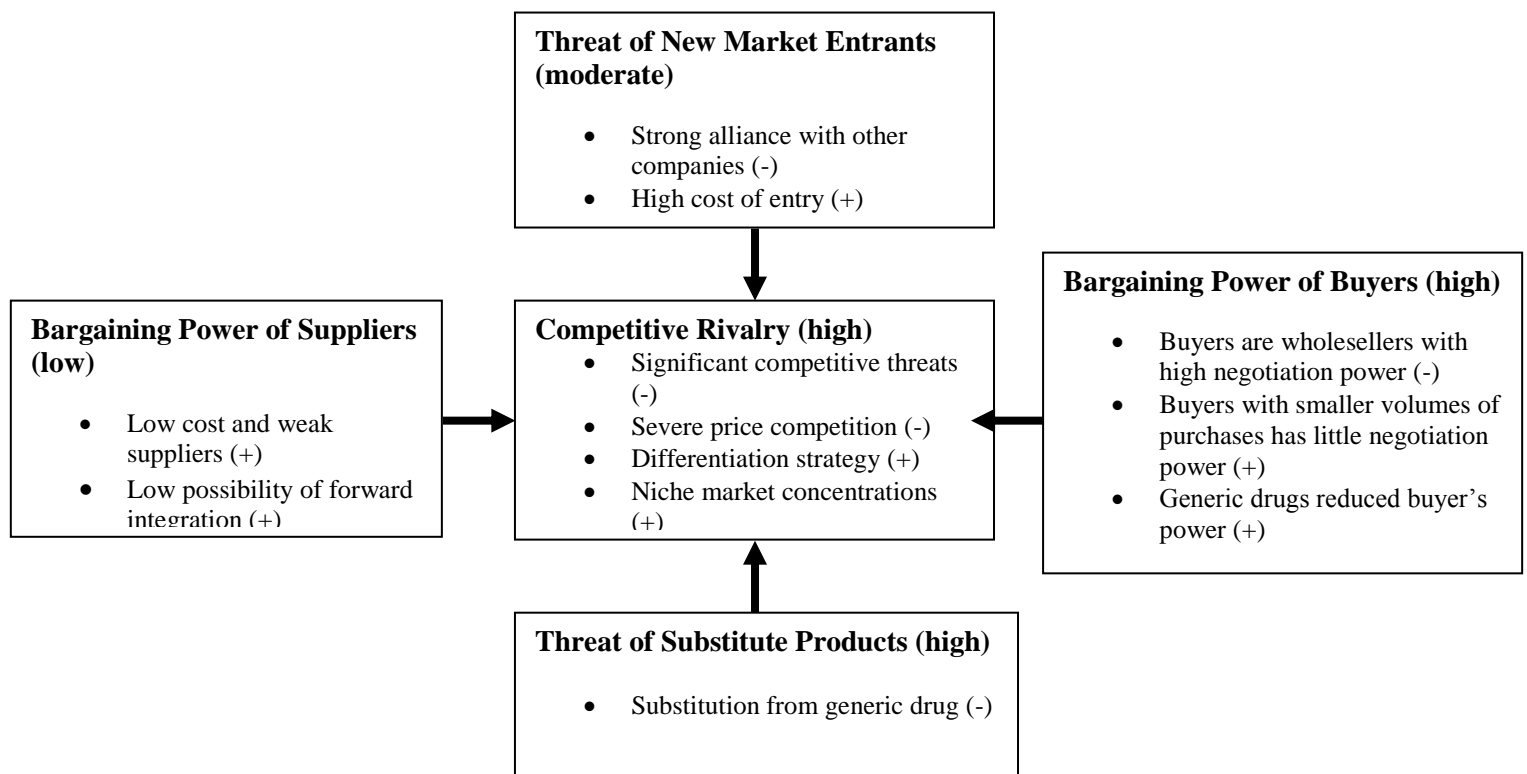 Threat of New Market Entrants
(moderate)
• Strong alliance with other
companies (-)
• High cost of entry (+)
Bargaining Power of Suppliers
(low)
• Low cost and weak
suppliers (+)
• Low possibility of forward
integration (+)
Competitive Rivalry (high)
• Significant competitive threats
(-)
• Severe price competition (-)
• Differentiation strategy (+)
• Niche market concentrations
(+)
Bargaining Power of Buyers (high)
• Buyers are wholesellers with
high negotiation power (-)
• Buyers with smaller volumes of
purchases has little negotiation
power (+)
• Generic drugs reduced buyer’s
power (+)
Threat of Substitute Products (high)
• Substitution from generic drug (-)